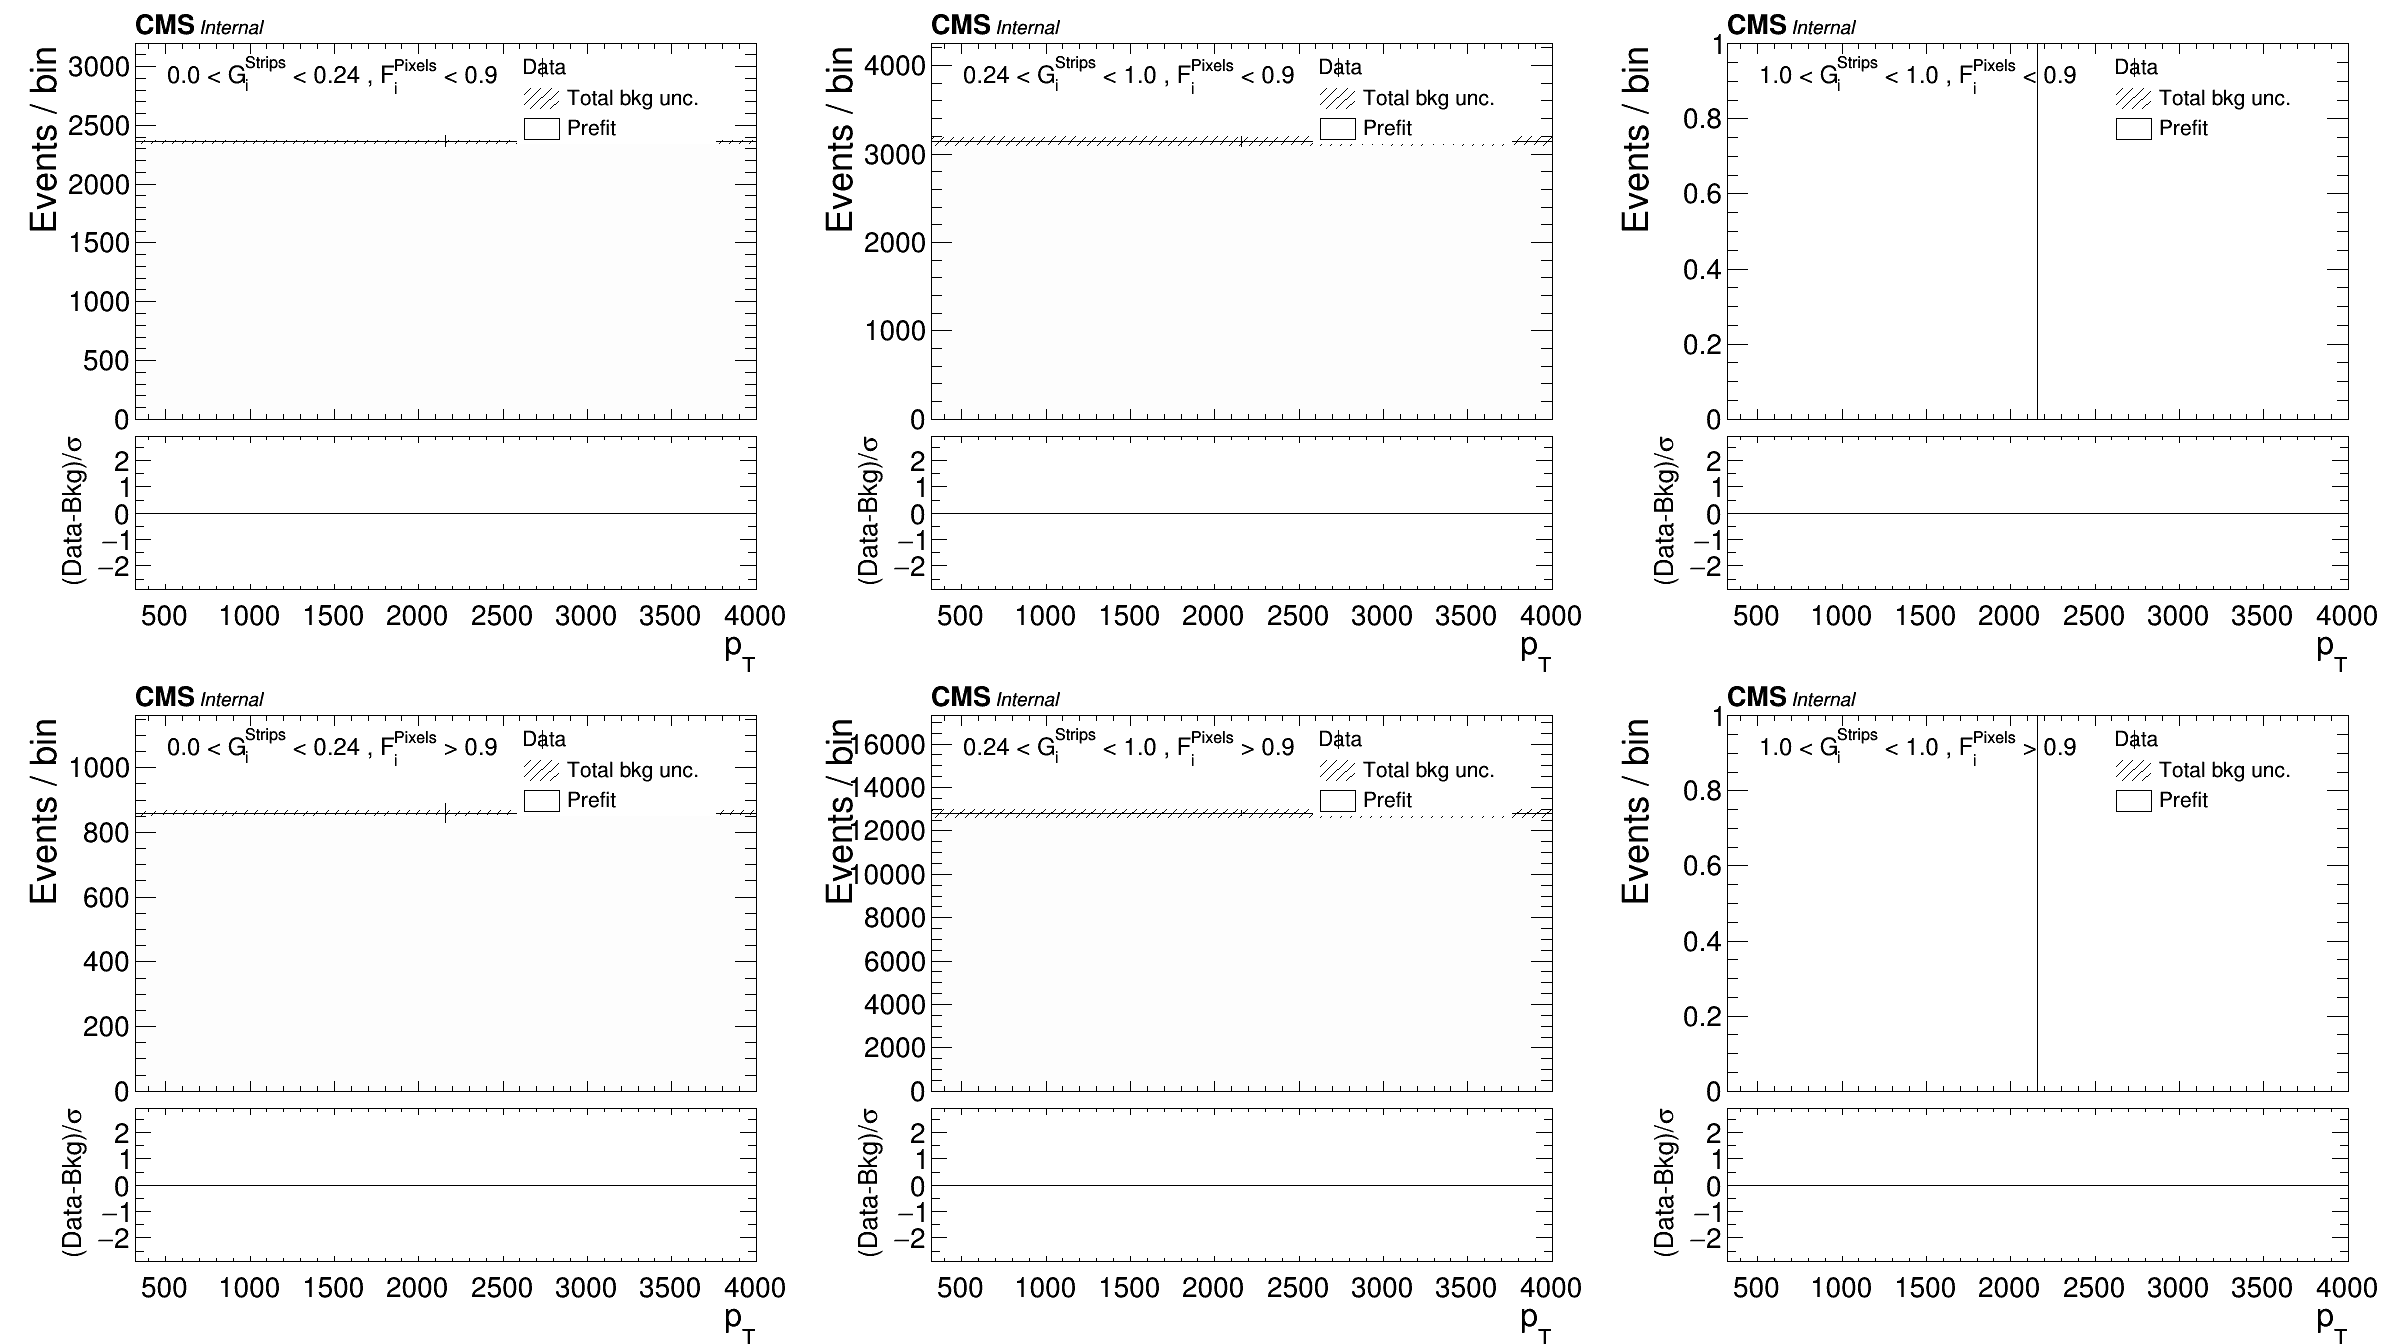 CMS Internal
Events / bin
3000
2500
2000
1500
1000
500
0
0.0 < G_i^Strips < 0.24 , F_i^Pixels < 0.9
Data
Total bkg unc.
Prefit
(Data-Bkg)/σ
2
1
0
−1
−2
500 1000 1500 2000 2500 3000 3500 4000
p_T
CMS Internal
Events / bin
4000
3000
2000
1000
0
0.24 < G_i^Strips < 1.0 , F_i^Pixels < 0.9
Data
Total bkg unc.
Prefit
(Data-Bkg)/σ
2
1
0
−1
−2
500 1000 1500 2000 2500 3000 3500 4000
p_T
CMS Internal
Events / bin
1
0.8
0.6
0.4
0.2
0
1.0 < G_i^Strips < 1.0 , F_i^Pixels < 0.9
Data
Total bkg unc.
Prefit
(Data-Bkg)/σ
2
1
0
−1
−2
500 1000 1500 2000 2500 3000 3500 4000
p_T
CMS Internal
Events / bin
1000
800
600
400
200
0
0.0 < G_i^Strips < 0.24 , F_i^Pixels > 0.9
Data
Total bkg unc.
Prefit
(Data-Bkg)/σ
2
1
0
−1
−2
500 1000 1500 2000 2500 3000 3500 4000
p_T
CMS Internal
Events / bin
16000
14000
12000
10000
8000
6000
4000
2000
0
0.24 < G_i^Strips < 1.0 , F_i^Pixels > 0.9
Data
Total bkg unc.
Prefit
(Data-Bkg)/σ
2
1
0
−1
−2
500 1000 1500 2000 2500 3000 3500 4000
p_T
CMS Internal
Events / bin
1
0.8
0.6
0.4
0.2
0
1.0 < G_i^Strips < 1.0 , F_i^Pixels > 0.9
Data
Total bkg unc.
Prefit
(Data-Bkg)/σ
2
1
0
−1
−2
500 1000 1500 2000 2500 3000 3500 4000
p_T